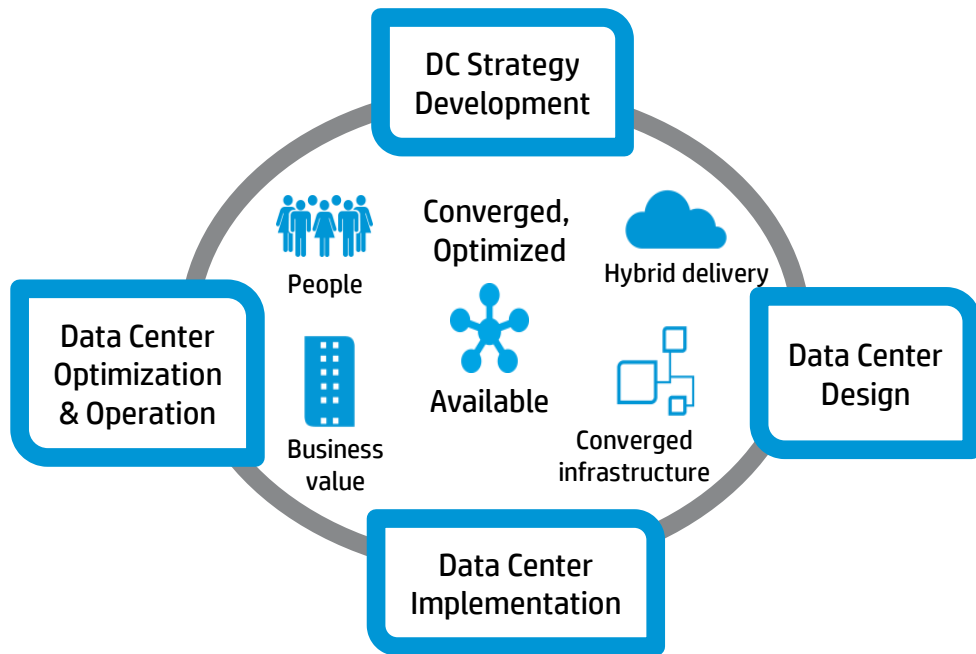 DC Strategy
Development
People
Converged,
Optimized
Hybrid delivery
Data Center
Optimization
& Operation
Business
value
Available
Converged
infrastructure
Data Center
Design
Data Center
Implementation